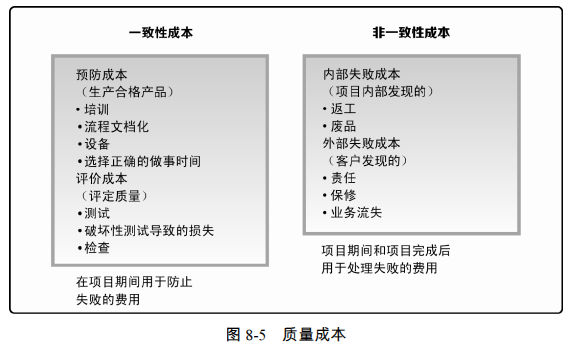 一致性成本
预防成本
（生产合格产品）
•培训
•流程文档化
•设备
•选择正确的做事时间
评价成本
（评定质量）
•测试
•破坏性测试导致的损失
•检查
在项目期间用于防止
失败的费用
非一致性成本
内部失败成本
（项目内部发现的）
•返工
•废品
外部失败成本
（客户发现的）
•责任
•保修
•业务流失
项目期间和项目完成后
用于处理失败的费用
图 8-5 质量成本